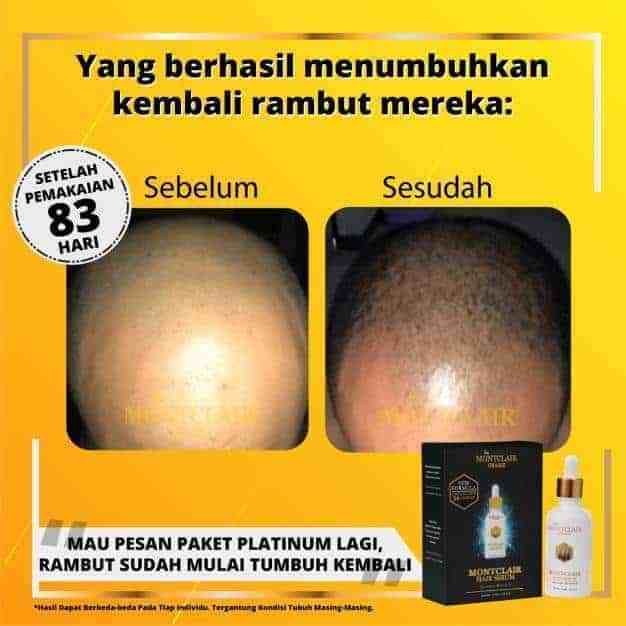 Yang berhasil menumbuhkan
kembali rambut mereka:
SETELAH
PEMAKAIAN
83
HARI
Sebelum
Sesudah
MONTCLAIR
MONTCLAIR
MONTCLAIR
MONTCLAIR
HAIR SERUM
MONTCLAIR
MAU PESAN PAKET PLATINUM LAGI,
RAMBUT SUDAH MULAI TUMBUH KEMBALI
*Hasil Dapat Berbeda-beda Pada Tiap Individu. Tergantung Kondisi Tubuh Masing-Masing.